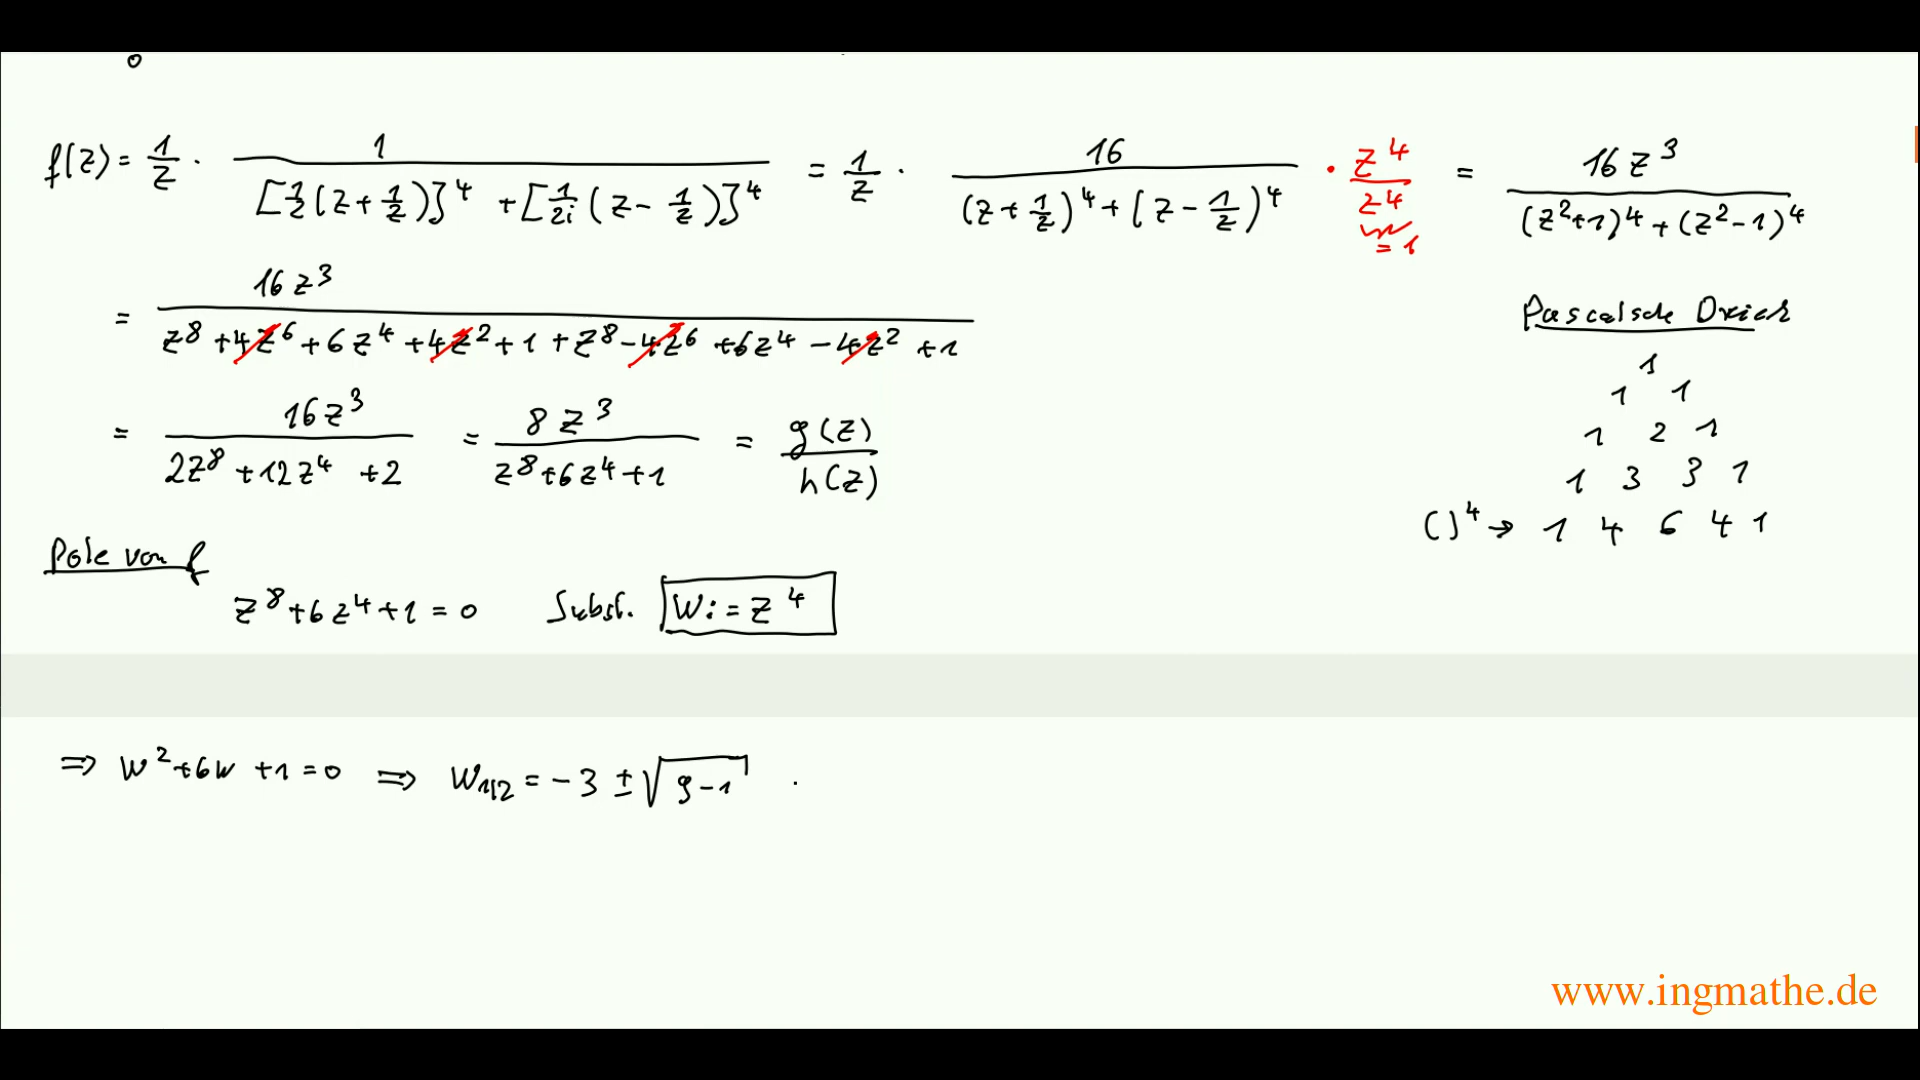 0
f(z) = 1/z · 1/([1/2(z+1/z)]^4 + [1/2i(z-1/z)]^4) = 1/z · 16/((z+1/z)^4+(z-1/z)^4) · z^4/z^4 = 16z^3/((z^2+1)^4+(z^2-1)^4)
= 1
= 16z^3/(z^8+4z^6+6z^4+4z^2+1+z^8-4z^6+6z^4-4z^2+1)
Pascalsche Dreieck
1
1 1
= 16z^3/(2z^8+12z^4+2) = 8z^3/(z^8+6z^4+1) = g(z)/h(z)
1 2 1
1 3 3 1
()^4 → 1 4 6 4 1
Pole von f
z^8+6z^4+1=0 Subst. w:=z^4
⇒ w^2+6w+1=0 ⇒ w_1/2 = -3 ± √(9-1)
www.ingmathe.de